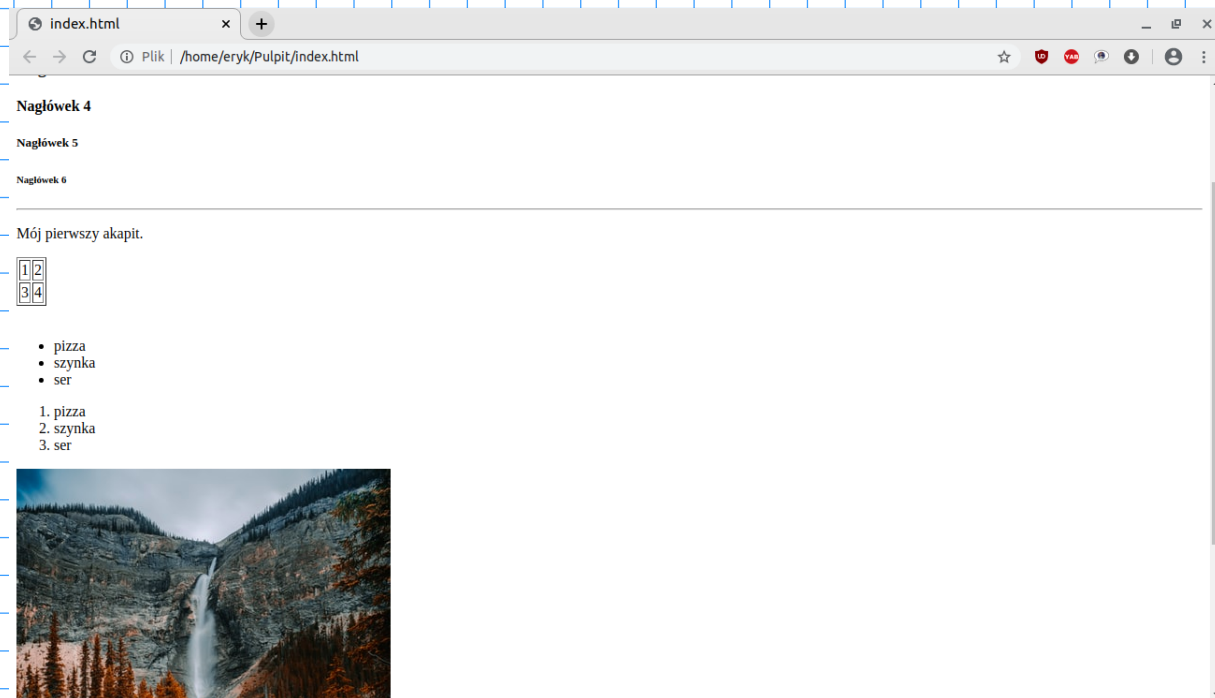 index.html
Plik | /home/eryk/Pulpit/index.html
Nagłówek 4
Nagłówek 5
Nagłówek 6
Mój pierwszy akapit.
1 2
3 4
• pizza
• szynka
• ser
1. pizza
2. szynka
3. ser